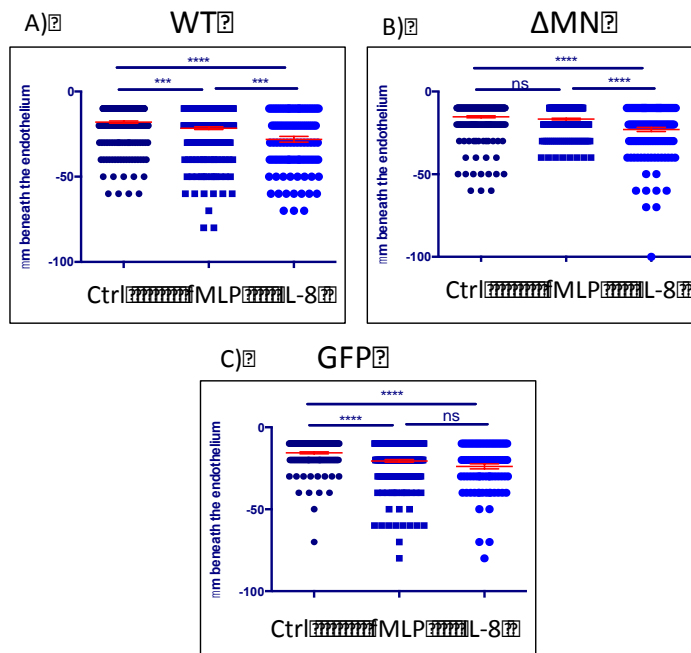 A) WT
****
*** ***
0
-50
-100
mm beneath the endothelium
Ctrl fMLP IL-8
B) ΔMN
****
ns ****
0
-50
-100
mm beneath the endothelium
Ctrl fMLP IL-8
C) GFP
****
**** ns
0
-50
-100
mm beneath the endothelium
Ctrl fMLP IL-8